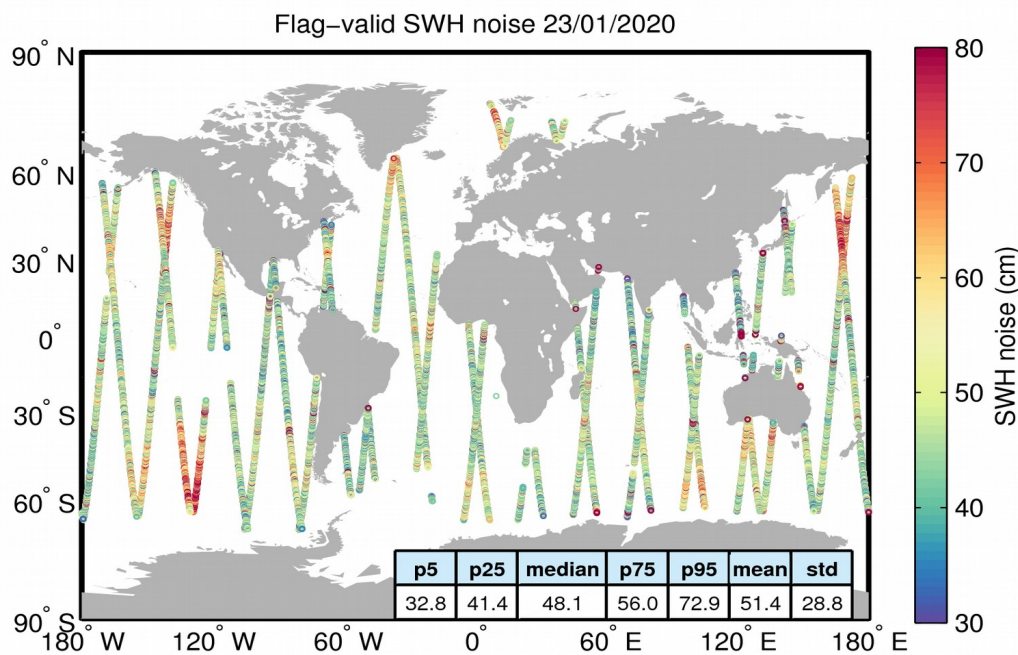 Flag−valid SWH noise 23/01/2020
90° N
60° N
30° N
0°
30° S
60° S
90° S
180° W
120° W
60° W
0°
60° E
120° E
180° E
80
70
60
50
40
30
SWH noise (cm)
p5 p25 median p75 p95 mean std
32.8 41.4 48.1 56.0 72.9 51.4 28.8